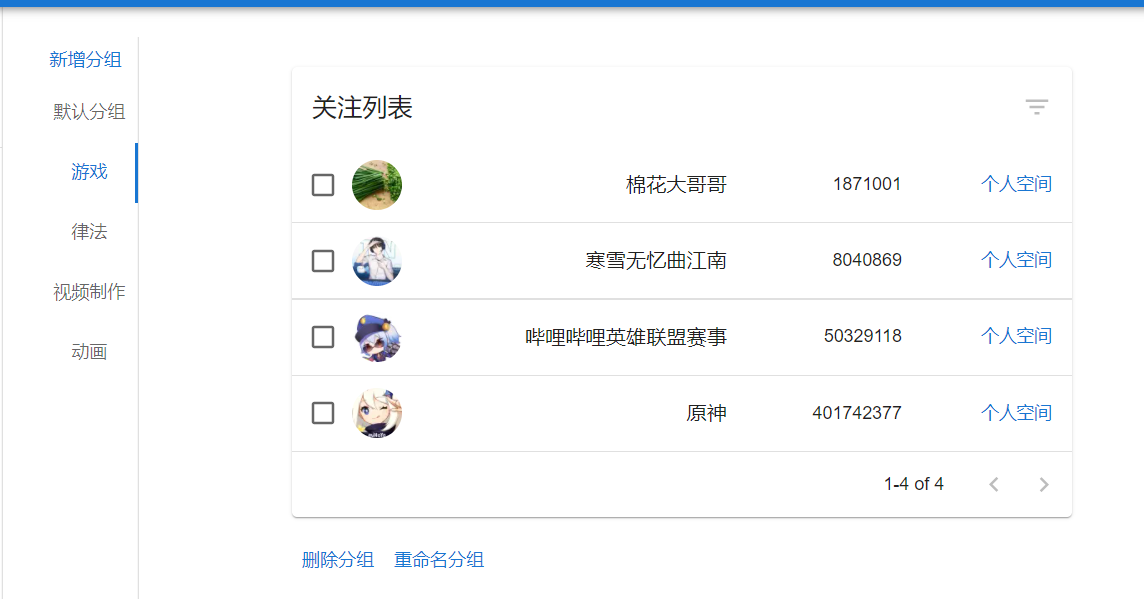 新增分组
默认分组
游戏
律法
视频制作
动画
关注列表
棉花大哥哥 1871001 个人空间
寒雪无忆曲江南 8040869 个人空间
哔哩哔哩英雄联盟赛事 50329118 个人空间
原神 401742377 个人空间
1-4 of 4
删除分组 重命名分组